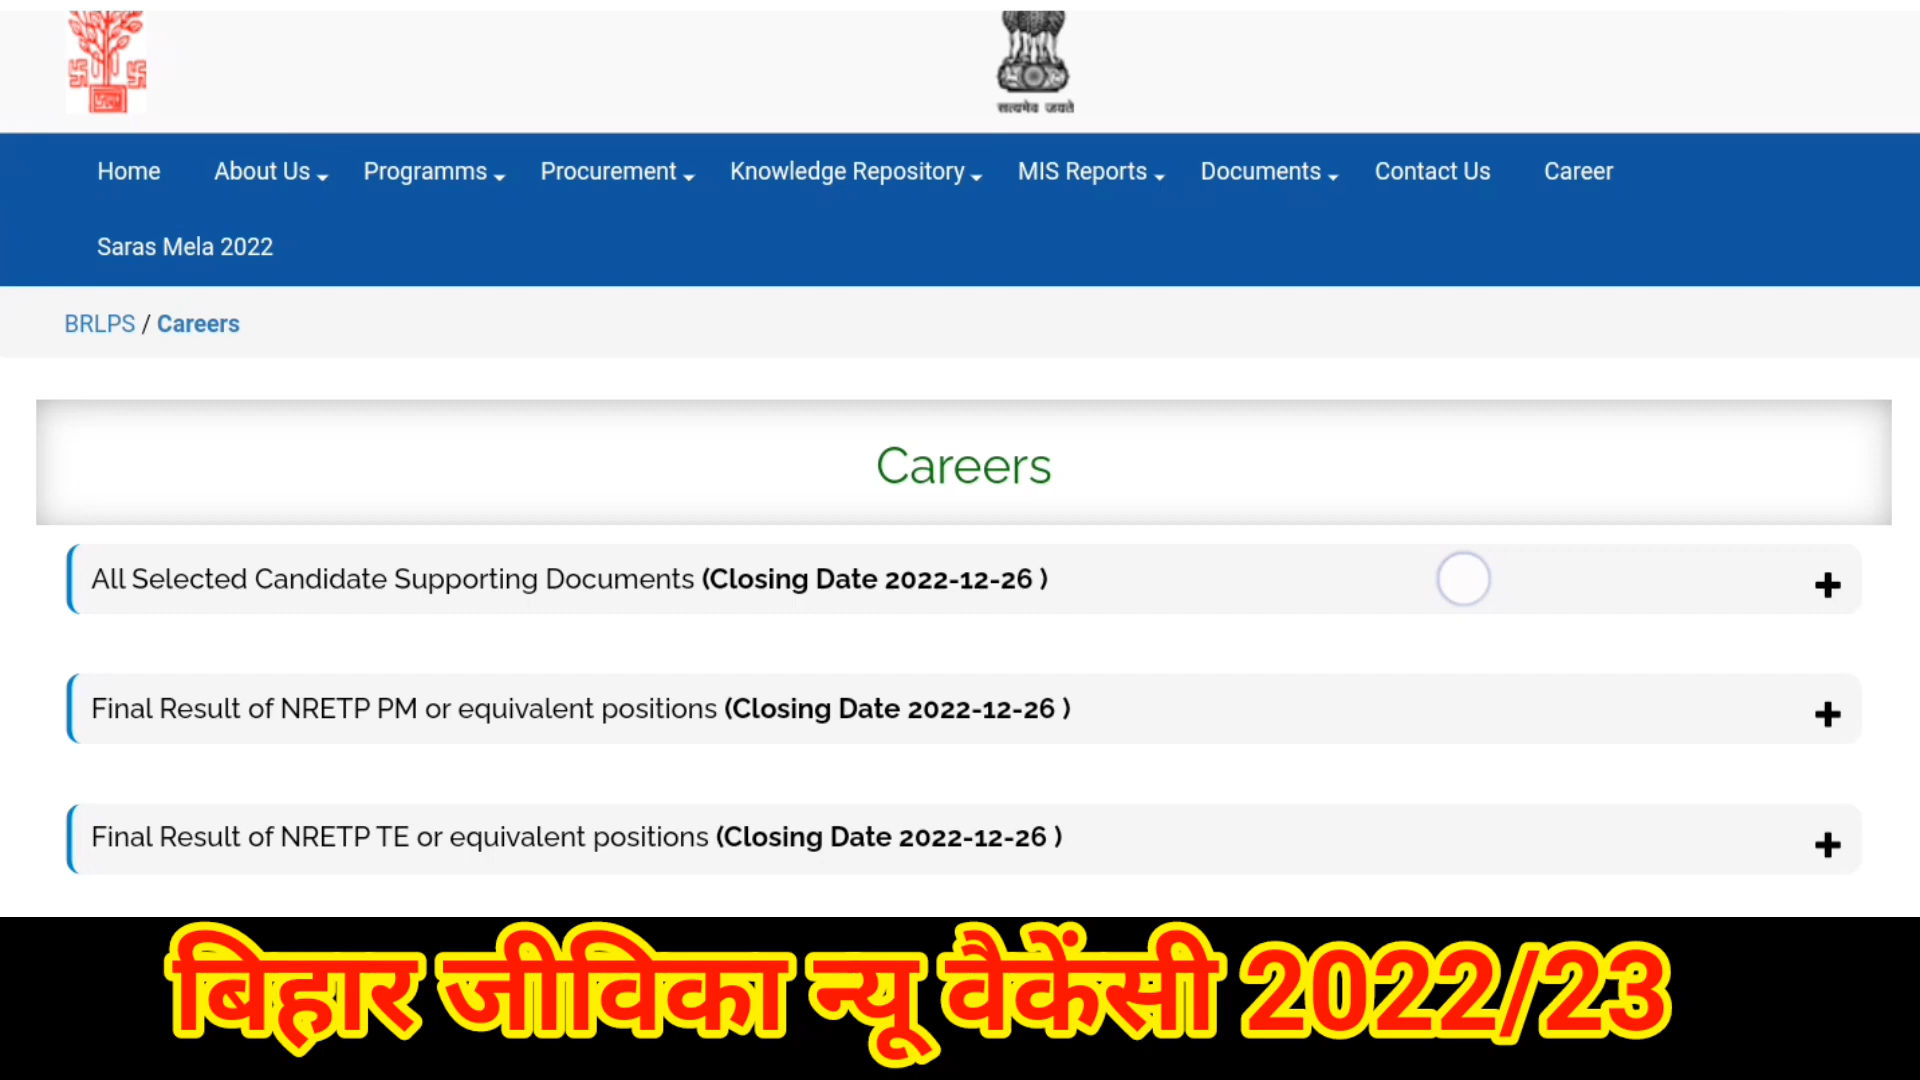 सत्यमेव जयते
Home About Us Programms Procurement Knowledge Repository MIS Reports Documents Contact Us Career
Saras Mela 2022
BRLPS / Careers
Careers
All Selected Candidate Supporting Documents (Closing Date 2022-12-26 )
Final Result of NRETP PM or equivalent positions (Closing Date 2022-12-26 )
Final Result of NRETP TE or equivalent positions (Closing Date 2022-12-26 )
बिहार जीविका न्यू वैकेंसी 2022/23